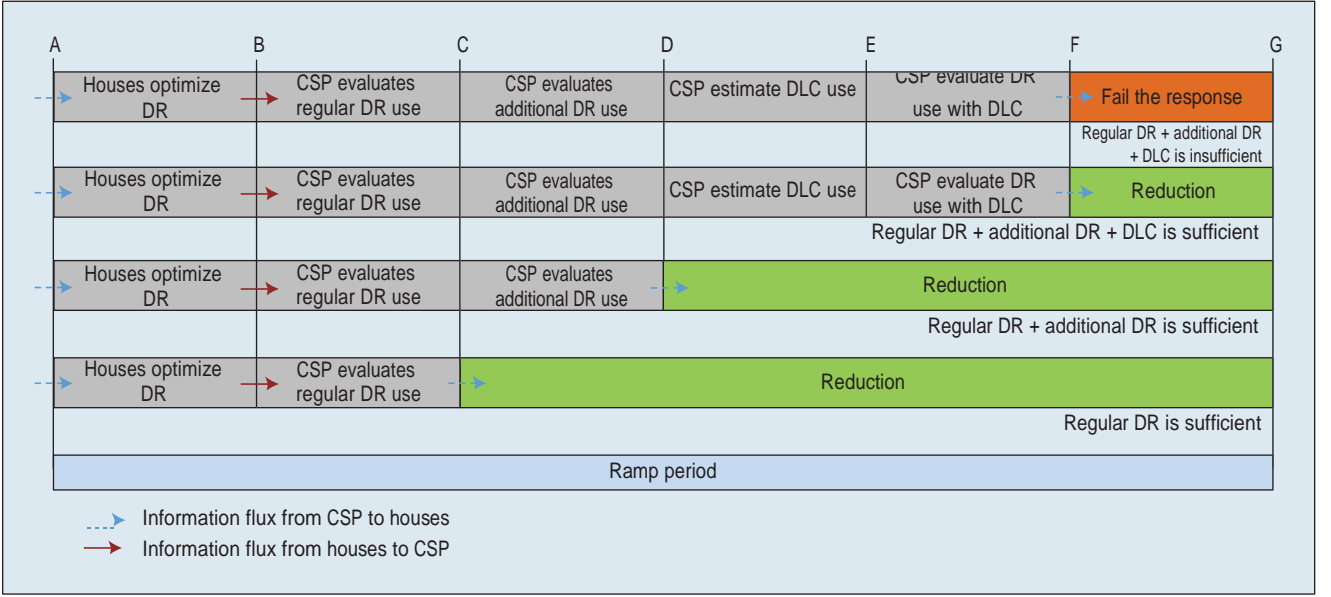 A B C D E F G
Houses optimize
DR
CSP evaluates
regular DR use
CSP evaluates
additional DR use
CSP estimate DLC use
CSP evaluate DR
use with DLC
Fail the response
Regular DR + additional DR
+ DLC is insufficient
Houses optimize
DR
CSP evaluates
regular DR use
CSP evaluates
additional DR use
CSP estimate DLC use
CSP evaluate DR
use with DLC
Reduction
Regular DR + additional DR + DLC is sufficient
Houses optimize
DR
CSP evaluates
regular DR use
CSP evaluates
additional DR use
Reduction
Regular DR + additional DR is sufficient
Houses optimize
DR
CSP evaluates
regular DR use
Reduction
Regular DR is sufficient
Ramp period
Information flux from CSP to houses
Information flux from houses to CSP